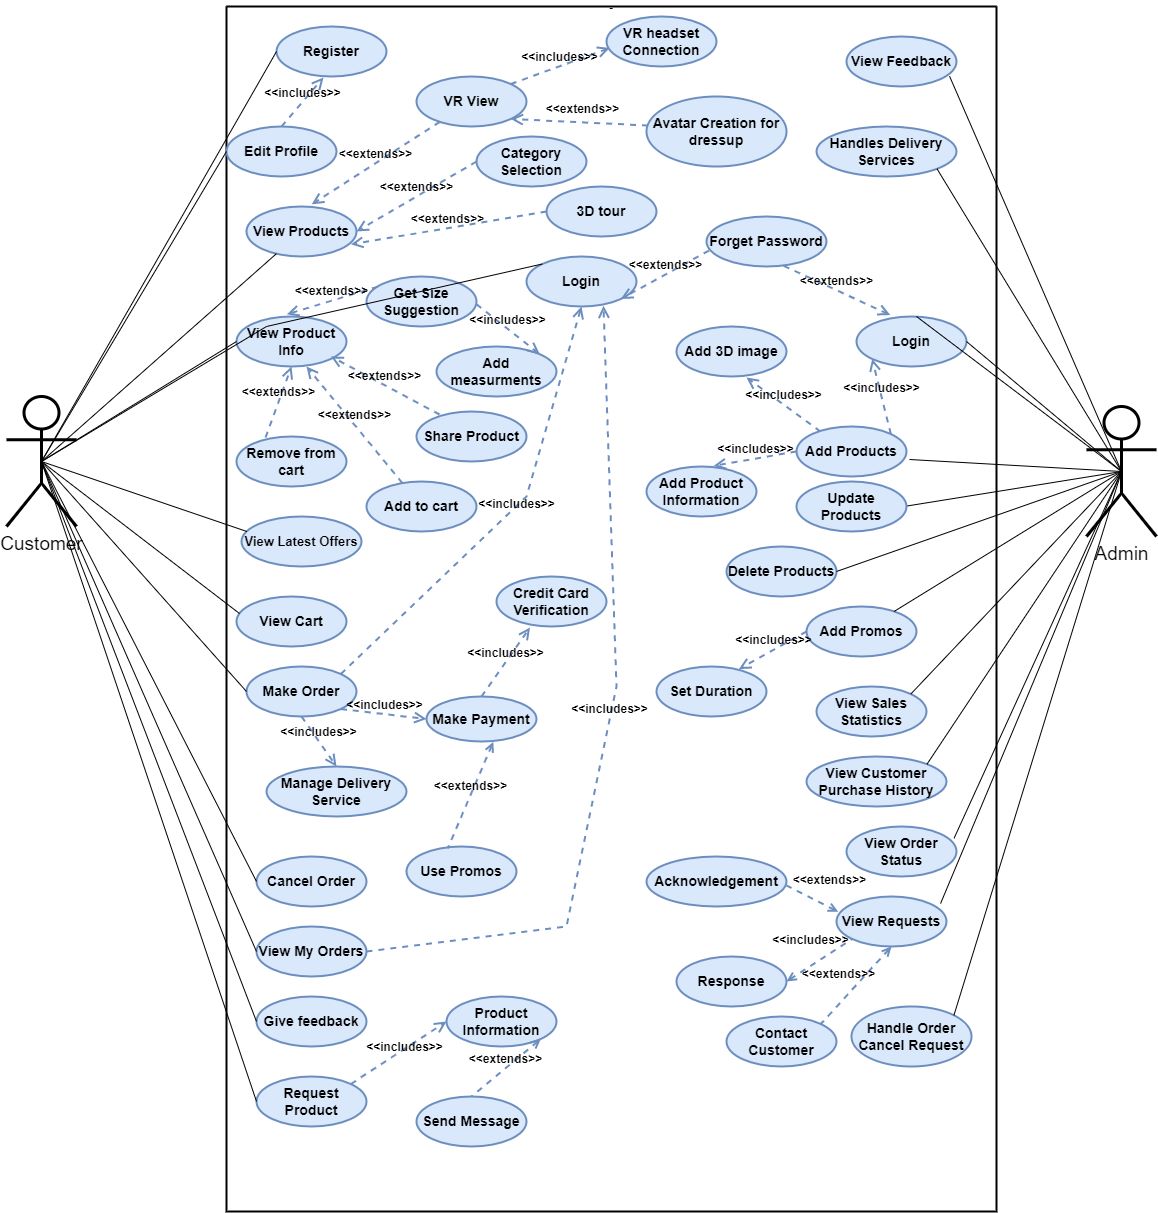 Register
<<includes>>
Edit Profile
VR View
<<includes>>
VR headset
Connection
<<extends>>
Avatar Creation for
dressup
<<extends>>
Category
Selection
<<extends>>
3D tour
<<extends>>
View Products
Login
<<extends>>
Forget Password
<<extends>>
Login
View Feedback
Handles Delivery
Services
<<extends>>
Get Size
Suggestion
<<includes>>
Add
measurments
View Product
Info
<<extends>>
Share Product
<<extends>>
Remove from
cart
<<extends>>
Add to cart
<<includes>>
Customer
View Latest Offers
View Cart
Make Order
<<includes>>
Make Payment
<<includes>>
Credit Card
Verification
<<includes>>
Manage Delivery
Service
<<extends>>
Use Promos
<<includes>>
Cancel Order
View My Orders
Give feedback
Request
Product
<<includes>>
Product
Information
<<extends>>
Send Message
Add 3D image
<<includes>>
<<includes>>
Add Products
<<includes>>
Add Product
Information
Update
Products
Delete Products
Admin
Add Promos
<<includes>>
Set Duration
View Sales
Statistics
View Customer
Purchase History
View Order
Status
Acknowledgement
<<extends>>
View Requests
<<includes>>
Response
<<extends>>
Contact
Customer
Handle Order
Cancel Request